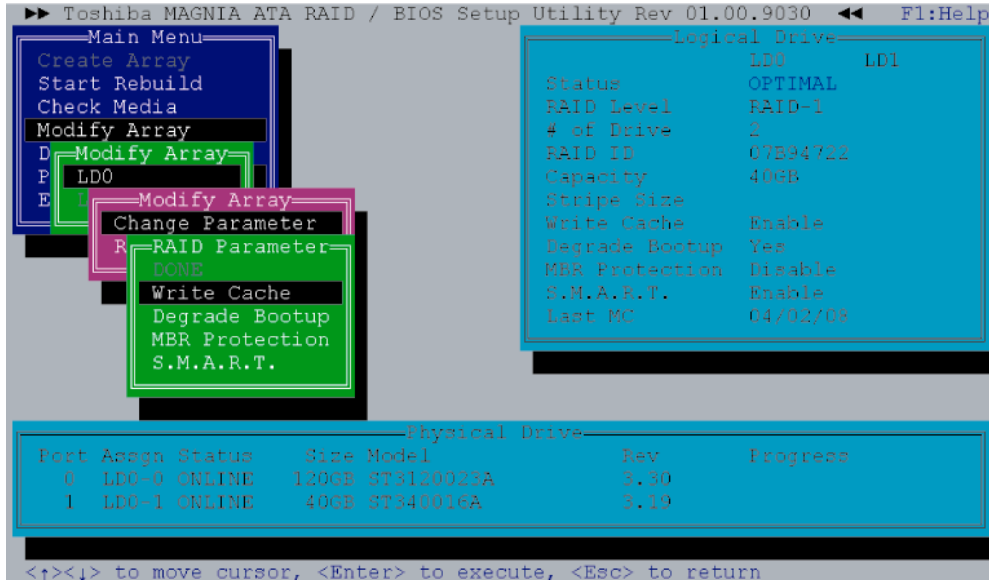 ►► Toshiba MAGNIA ATA RAID / BIOS Setup Utility Rev 01.00.9030 ◄◄ F1:Help
Main Menu
Create Array
Start Rebuild
Check Media
Modify Array
D
P
E
Modify Array
LD0
L
Modify Array
Change Parameter
R
RAID Parameter
DONE
Write Cache
Degrade Bootup
MBR Protection
S.M.A.R.T.
Logical Drive
LD0 LD1
Status OPTIMAL
RAID Level RAID-1
# of Drive 2
RAID ID 07B94722
Capacity 40GB
Stripe Size
Write Cache Enable
Degrade Bootup Yes
MBR Protection Disable
S.M.A.R.T. Enable
Last MC 04/02/08
Physical Drive
Port Assgn Status Size Model Rev Progress
0 LD0-0 ONLINE 120GB ST3120023A 3.30
1 LD0-1 ONLINE 40GB ST340016A 3.19
<↑><↓> to move cursor, <Enter> to execute, <Esc> to return